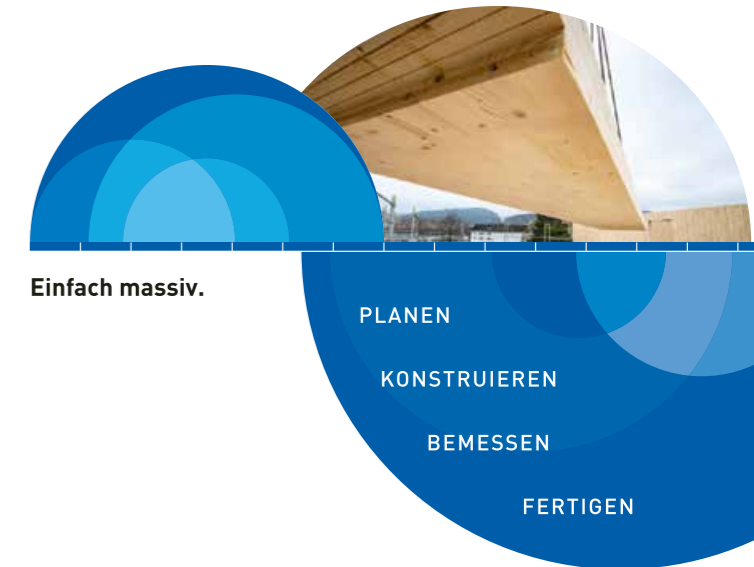 Einfach massiv.
PLANEN
KONSTRUIEREN
BEMESSEN
FERTIGEN